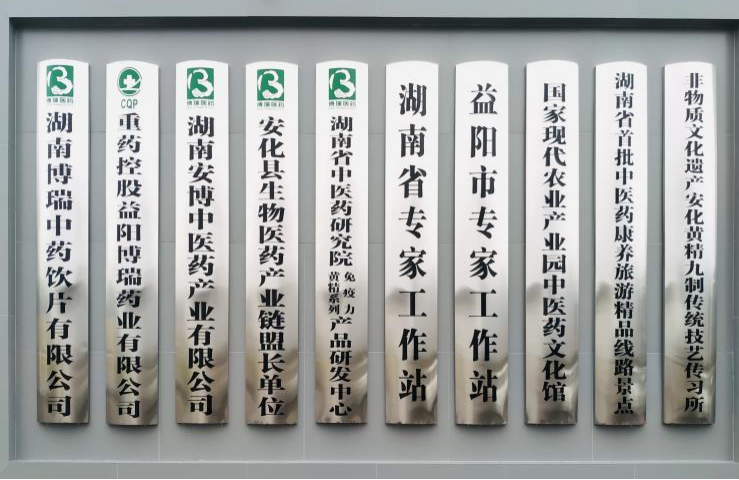 博瑞医药
湖南博瑞中药饮片有限公司
CQP
重药控股益阳博瑞药业有限公司
博瑞医药
湖南安博中医药产业有限公司
博瑞医药
安化县生物医药产业链盟长单位
博瑞医药
湖南省中医药研究院黄精系列免疫力产品研发中心
湖南省专家工作站
益阳市专家工作站
国家现代农业产业园中医药文化馆
湖南省首批中医药康养旅游精品线路景点
非物质文化遗产安化黄精九制传统技艺传习所